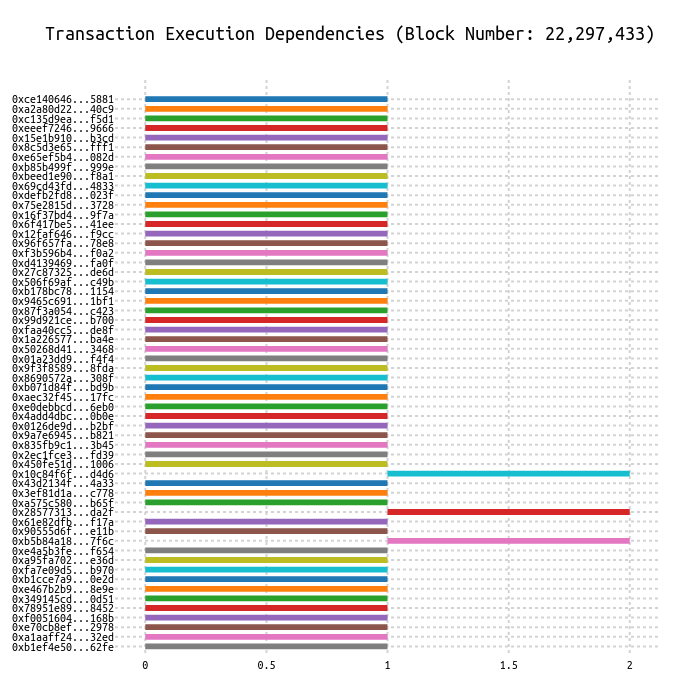 Transaction Execution Dependencies (Block Number: 22,297,433)
0xce140646...5881
0xa2a80d22...40c9
0xc135d9ea...f5d1
0xeeef7246...9666
0x15e1b910...b3cd
0x8c5d3e65...fff1
0xe65ef5b4...082d
0xb85b499f...999e
0xbeed1e90...f8a1
0x69cd43fd...4833
0xdefb2fd8...023f
0x75e2815d...3728
0x16f37bd4...9f7a
0x6f417be5...41ee
0x12faf646...f9cc
0x96f657fa...78e8
0xf3b596b4...f0a2
0xd4139469...fa0f
0x27c87325...de6d
0x506f69af...c49b
0xb178bc78...1154
0x9465c691...1bf1
0x87f3a054...c423
0x99d921ce...b700
0xfaa40cc5...de8f
0x1a226577...ba4e
0x50268d41...3468
0x01a23dd9...f4f4
0x9f3f8589...8fda
0x8690572a...308f
0xb071d84f...bd9b
0xaec32f45...17fc
0xe0debbcd...6eb0
0x4add4dbc...0b0e
0x0126de9d...b2bf
0x9a7e6945...b821
0x835fb9c1...3b45
0x2ec1fce3...fd39
0x450fe51d...1006
0x10c84f6f...d4d6
0x43d2134f...4a33
0x3ef81d1a...c778
0xa575c580...b65f
0x28577313...da2f
0x61e82dfb...f17a
0x90555d6f...e11b
0xb5b84a18...7f6c
0xe4a5b3fe...f654
0xa95fa702...e36d
0xfa7e09d5...b970
0xb1cce7a9...0e2d
0xe467b2b9...8e9e
0x349145cd...0d51
0x78951e89...8452
0xf0051604...168b
0xe70cb8ef...2978
0xa1aaff24...32ed
0xb1ef4e50...62fe
0 0.5 1 1.5 2